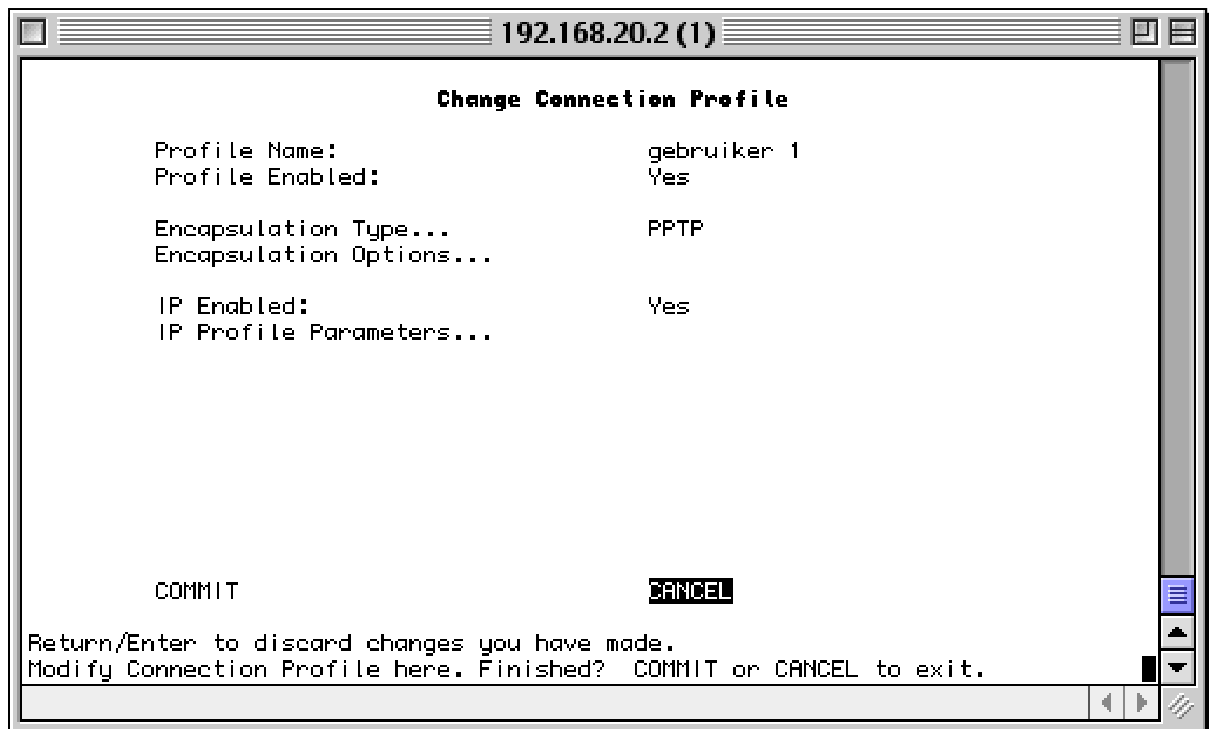 192.168.20.2 (1)
Change Connection Profile
Profile Name: gebruiker 1
Profile Enabled: Yes
Encapsulation Type... PPTP
Encapsulation Options...
IP Enabled: Yes
IP Profile Parameters...
COMMIT CANCEL
Return/Enter to discard changes you have made.
Modify Connection Profile here. Finished? COMMIT or CANCEL to exit.